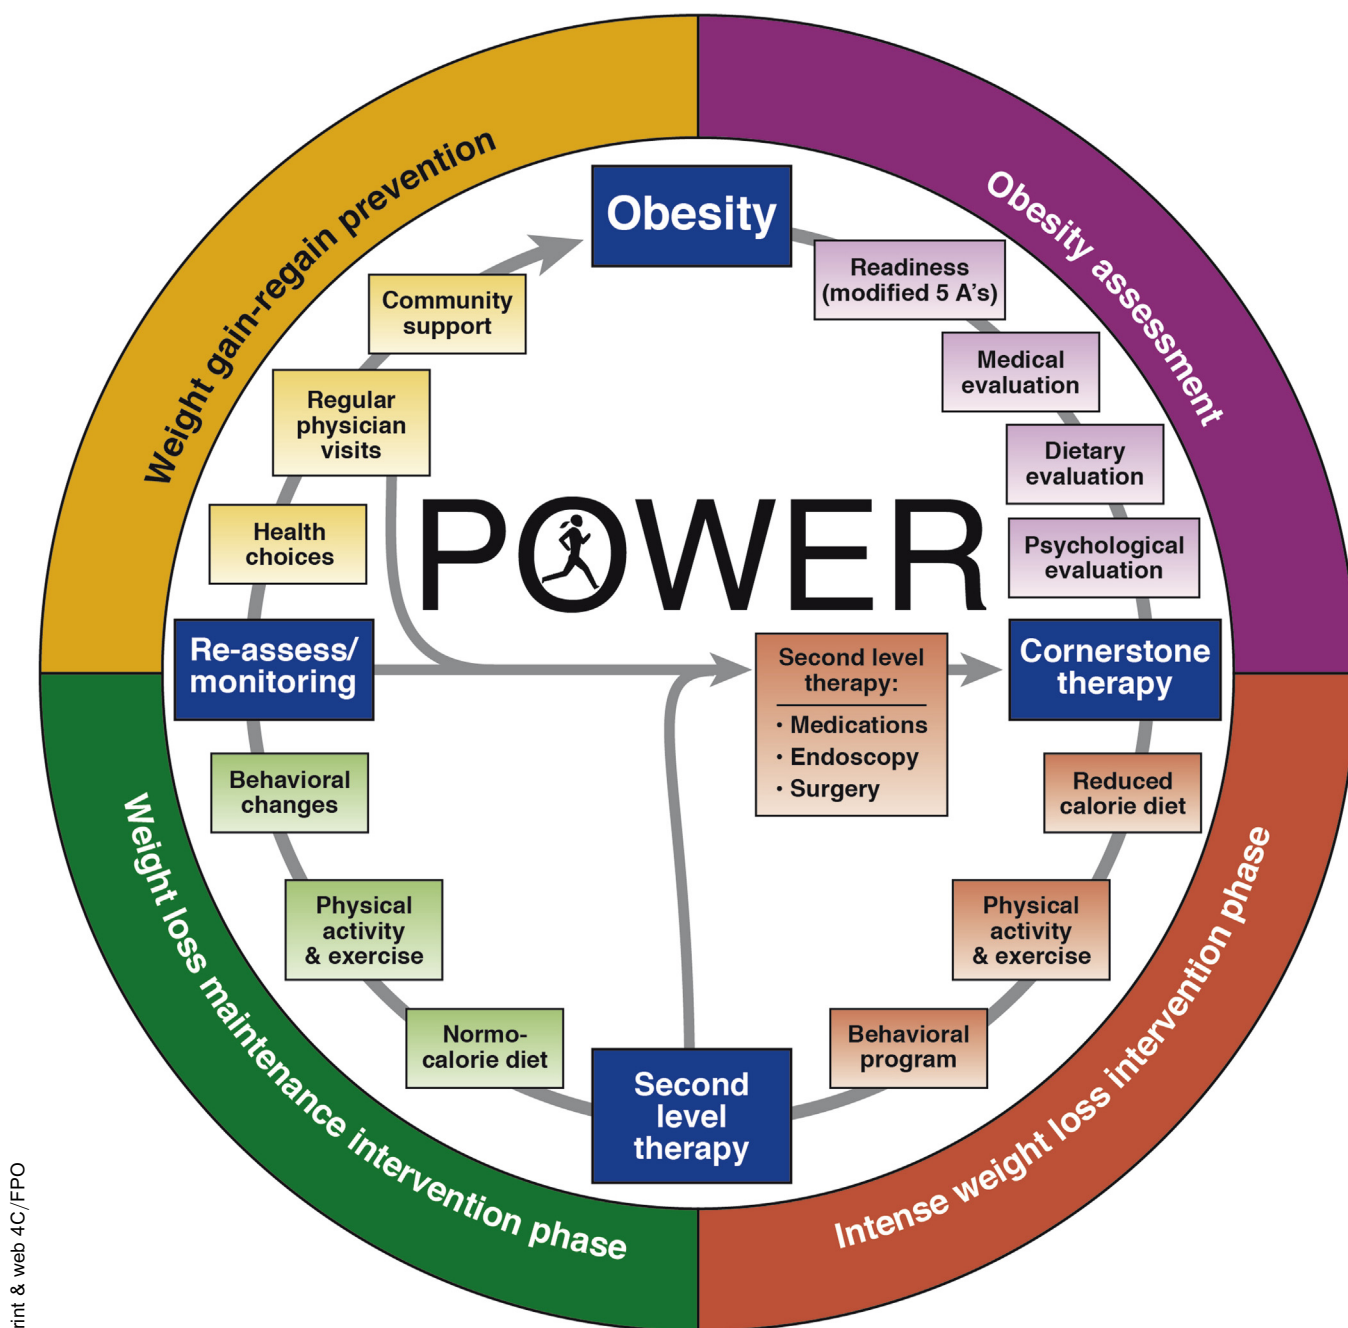 Weight gain-regain prevention
Obesity assessment
Obesity
Readiness
(modified 5 A's)
Medical
evaluation
Dietary
evaluation
Psychological
evaluation
Community
support
Regular
physician
visits
Health
choices
POWER
Re-assess/
monitoring
Second level
therapy:
· Medications
· Endoscopy
· Surgery
Cornerstone
therapy
Reduced
calorie diet
Physical
activity
& exercise
Behavioral
program
Second
level
therapy
Normo-
calorie diet
Physical
activity
& exercise
Behavioral
changes
Weight loss maintenance intervention phase
Intense weight loss intervention phase
rint & web 4C/FPO